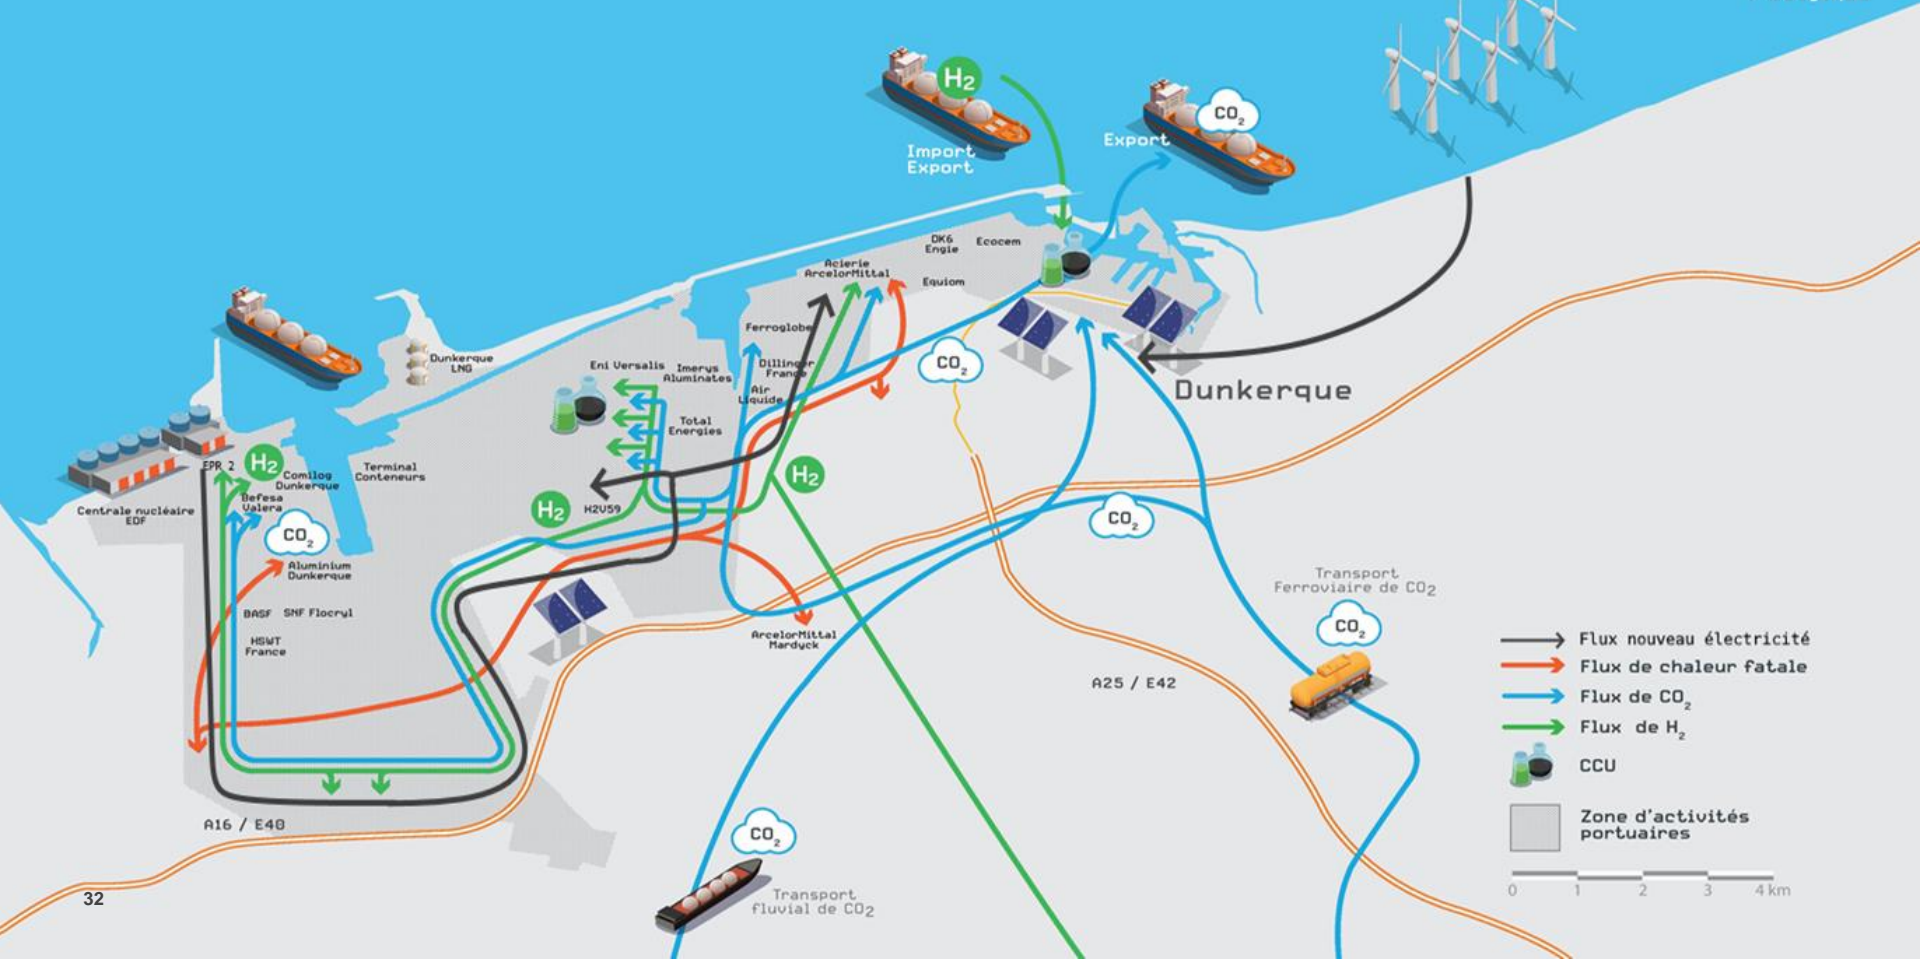 H2
CO2
Import
Export
Export
DK6
Engie
Ecocem
Acierie
ArcelorMittal
Equiom
Ferroglobe
Dunkerque
LNG
Eni Versalis
Imerys
Aluminates
Dillinger
France
Air
Liquide
CO2
Dunkerque
Total
Energies
EPR 2
H2
Comilog
Dunkerque
Terminal
Conteneurs
H2
Befesa
Valera
Centrale nucléaire
EDF
H2
H2V59
CO2
CO2
Aluminium
Dunkerque
Transport
Ferroviaire de CO2
BASF
SNF Flocryl
CO2
HSWT
France
ArcelorMittal
Mardyck
A25 / E42
Flux nouveau électricité
Flux de chaleur fatale
Flux de CO2
Flux de H2
CCU
Zone d'activités
portuaires
A16 / E40
CO2
0 1 2 3 4 km
32
Transport
fluvial de CO2